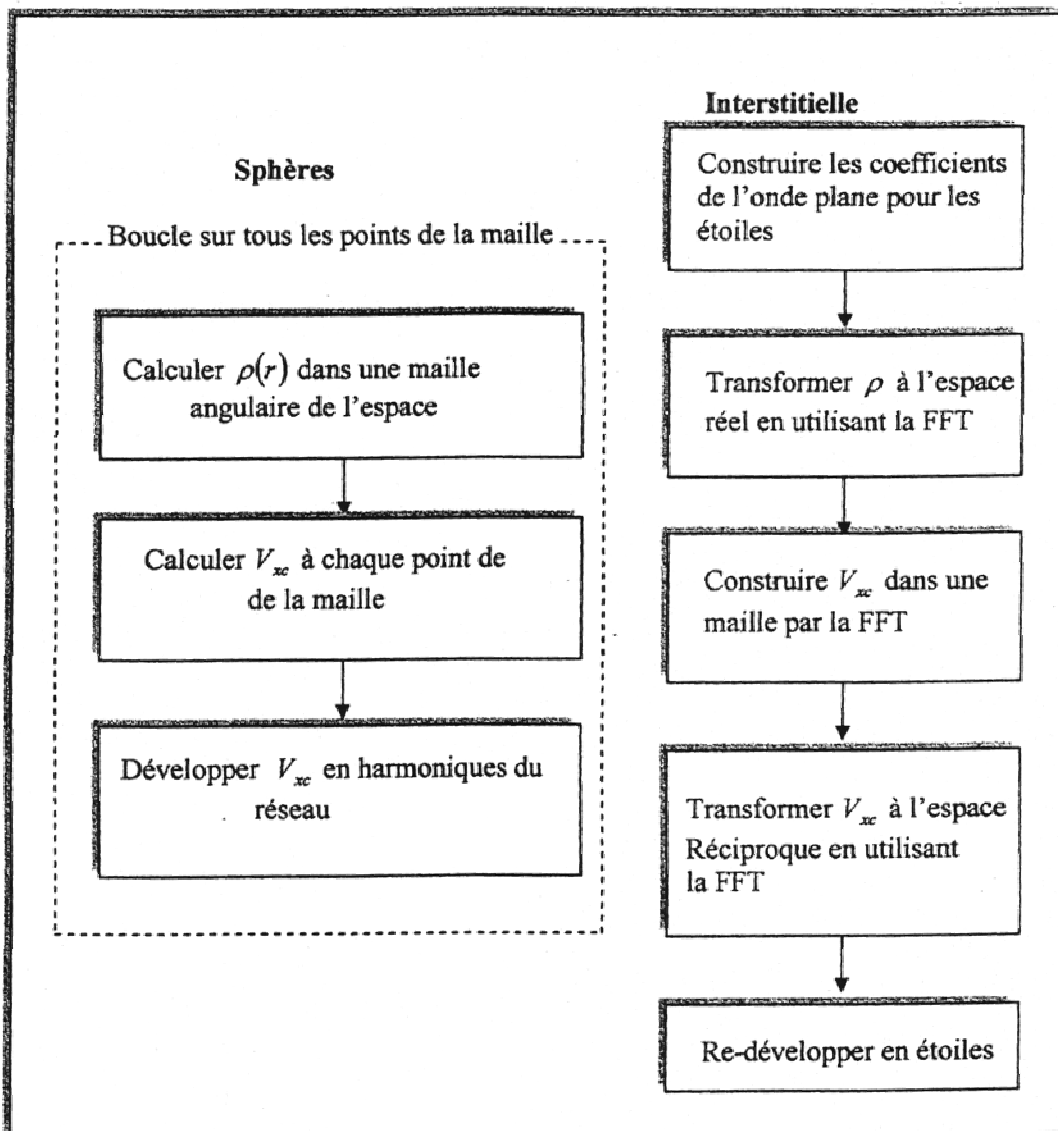 Sphères
Boucle sur tous les points de la maille
Calculer ρ(r) dans une maille
angulaire de l'espace
Calculer V_xc à chaque point de
de la maille
Développer V_xc en harmoniques du
réseau
Interstitielle
Construire les coefficients
de l'onde plane pour les
étoiles
Transformer ρ à l'espace
réel en utilisant la FFT
Construire V_xc dans une
maille par la FFT
Transformer V_xc à l'espace
Réciproque en utilisant
la FFT
Re-développer en étoiles